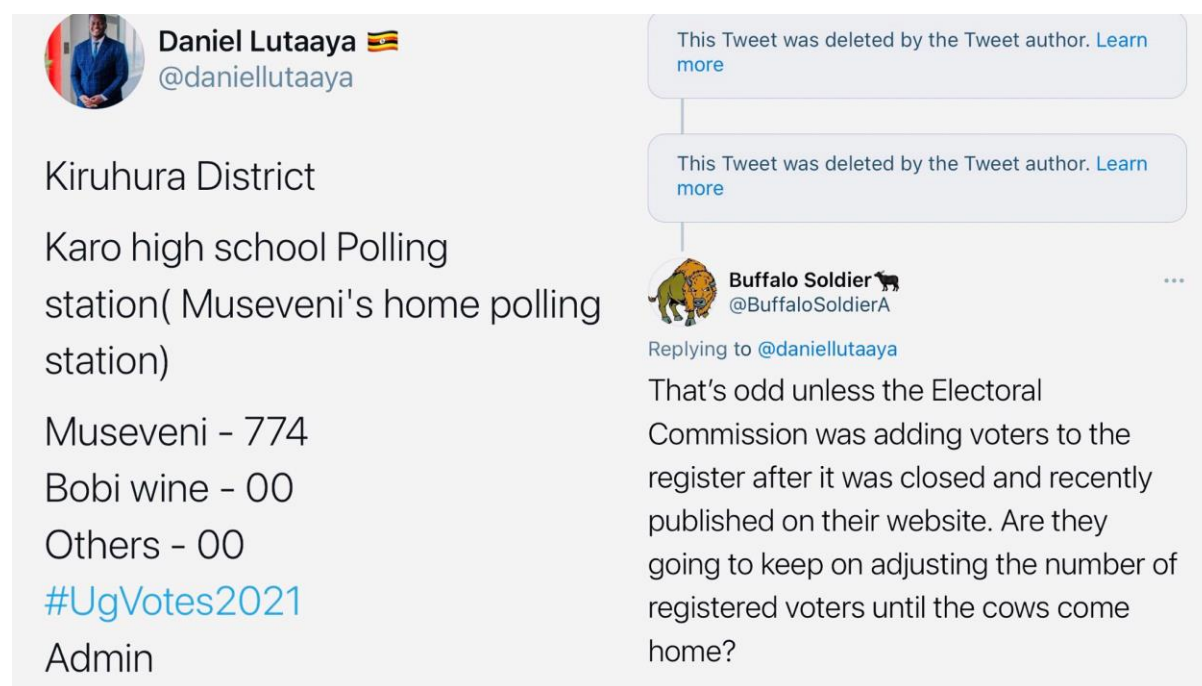 Daniel Lutaaya 🇺🇬
@daniellutaaya
Kiruhura District
Karo high school Polling
station( Museveni's home polling
station)
Museveni - 774
Bobi wine - 00
Others - 00
#UgVotes2021
Admin
This Tweet was deleted by the Tweet author. Learn
more
This Tweet was deleted by the Tweet author. Learn
more
Buffalo Soldier🐃
@BuffaloSoldierA
Replying to @daniellutaaya
That's odd unless the Electoral
Commission was adding voters to the
register after it was closed and recently
published on their website. Are they
going to keep on adjusting the number of
registered voters until the cows come
home?